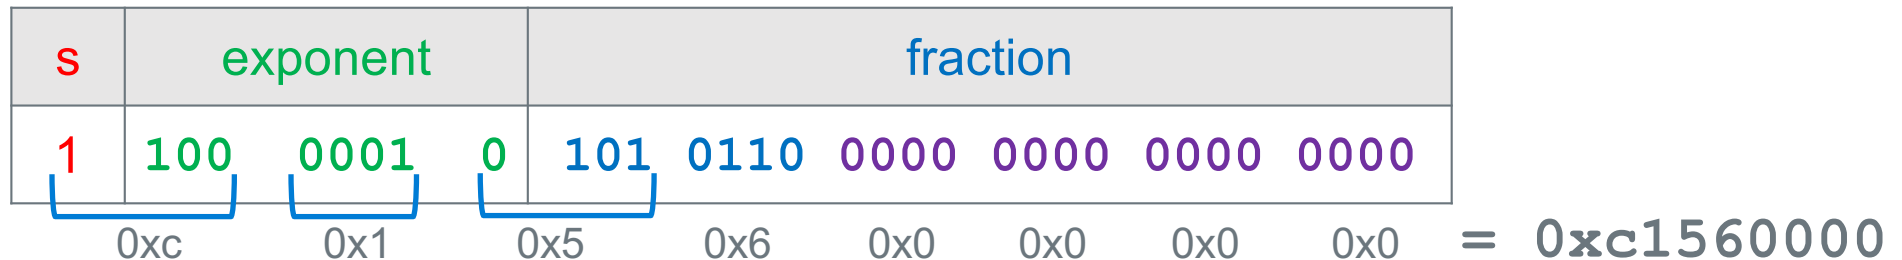 s exponent fraction
1 100 0001 0 101 0110 0000 0000 0000 0000
0xc 0x1 0x5 0x6 0x0 0x0 0x0 0x0 = 0xc1560000